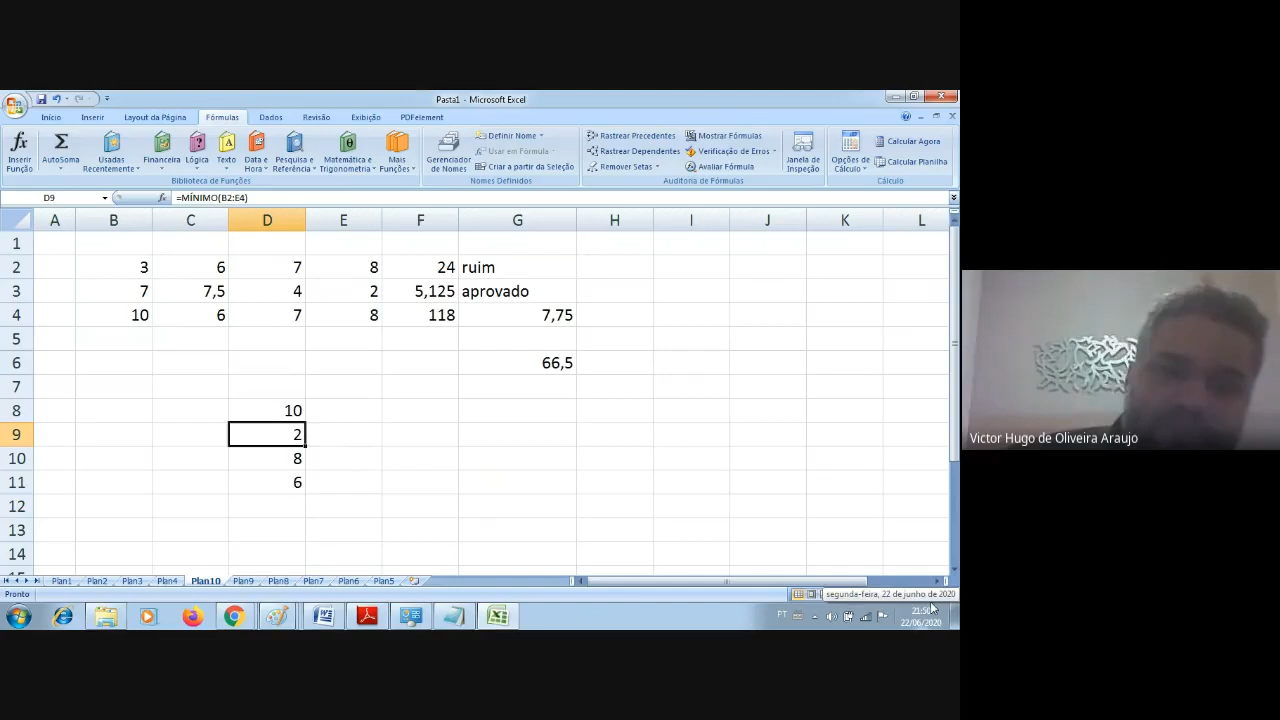 Pasta1 - Microsoft Excel
Início Inserir Layout da Página Fórmulas Dados Revisão Exibição PDFelement
Inserir Função
AutoSoma
Usadas Recentemente
Financeira
Lógica
Texto
Data e Hora
Pesquisa e Referência
Matemática e Trigonometria
Mais Funções
Biblioteca de Funções
Gerenciador de Nomes
Definir Nome
Usar em Fórmula
Criar a partir da Seleção
Nomes Definidos
Rastrear Precedentes
Rastrear Dependentes
Remover Setas
Mostrar Fórmulas
Verificação de Erros
Avaliar Fórmula
Auditoria de Fórmulas
Janela de Inspeção
Opções de Cálculo
Calcular Agora
Calcular Planilha
Cálculo
D9 fx =MÍNIMO(B2:E4)
A B C D E F G H I J K L
1
2 3 6 7 8 24 ruim
3 7 7,5 4 2 5,125 aprovado
4 10 6 7 8 118 7,75
5
6 66,5
7
8 10
9 2
10 8
11 6
12
13
14
Plan1 Plan2 Plan3 Plan4 Plan10 Plan9 Plan8 Plan7 Plan6 Plan5
Pronto
segunda-feira, 22 de junho de 2020
PT
22/06/2020
Victor Hugo de Oliveira Araujo